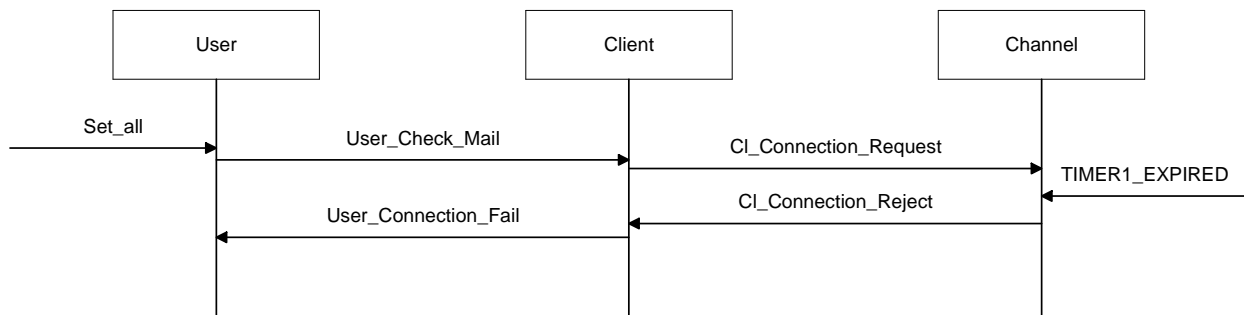 User
Client
Channel
Set_all
User_Check_Mail
Cl_Connection_Request
TIMER1_EXPIRED
Cl_Connection_Reject
User_Connection_Fail